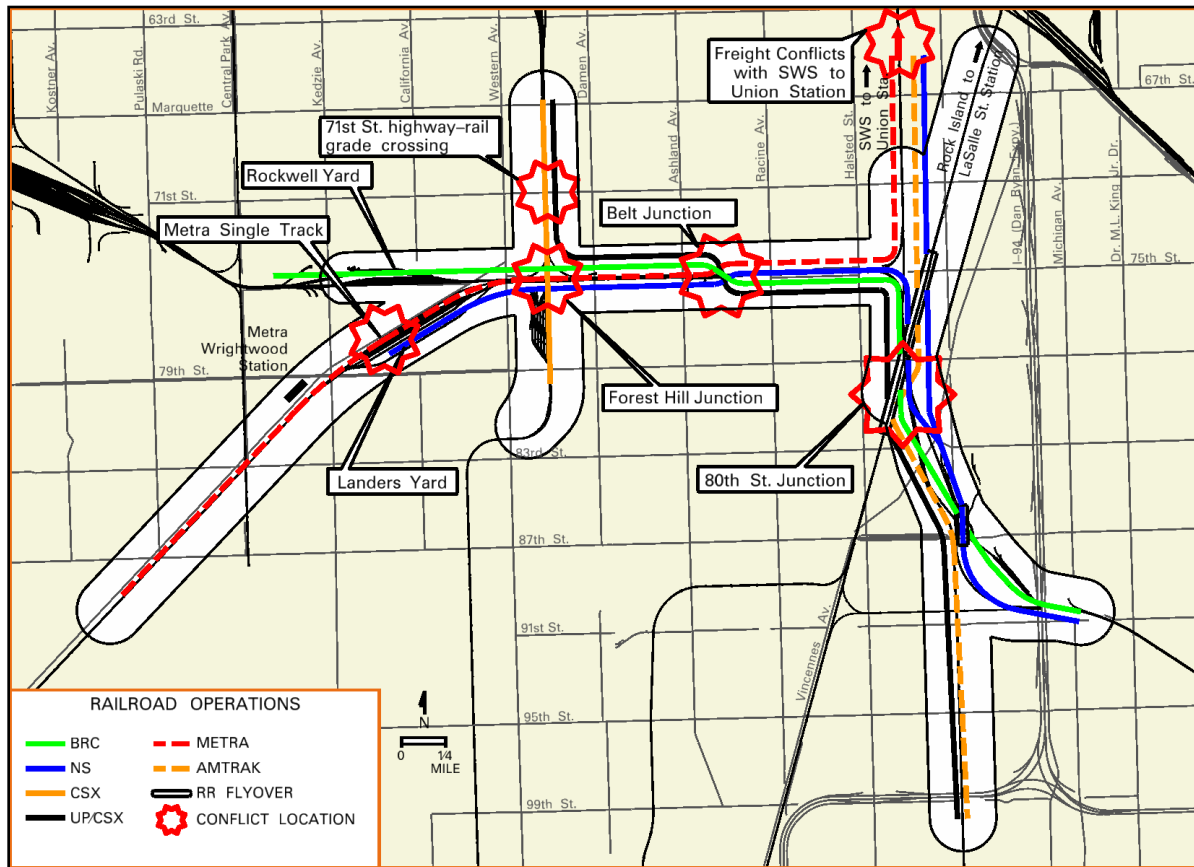 63rd St.
Kostner Av.
Pulaski Rd.
Central Park Av.
Kedzie Av.
California Av.
Western Av.
Damen Av.
Ashland Av.
Racine Av.
Halsted St.
Freight Conflicts
with SWS to
Union Station
SWS to
Union Sta
Rock Island to
LaSalle St. Station
I-94 (Dan Ryan Expy.)
Michigan Av.
Dr. M.L. King Jr. Dr.
67th St.
Marquette
71st St. highway–rail
grade crossing
71st St.
Rockwell Yard
Metra Single Track
Belt Junction
75th St.
Metra
Wrightwood
Station
79th St.
Forest Hill Junction
83rd St.
Landers Yard
80th St. Junction
87th St.
91st St.
Vincennes Av.
95th St.
99th St.
N
0 1⁄4
MILE
RAILROAD OPERATIONS
BRC
NS
CSX
UP/CSX
METRA
AMTRAK
RR FLYOVER
CONFLICT LOCATION